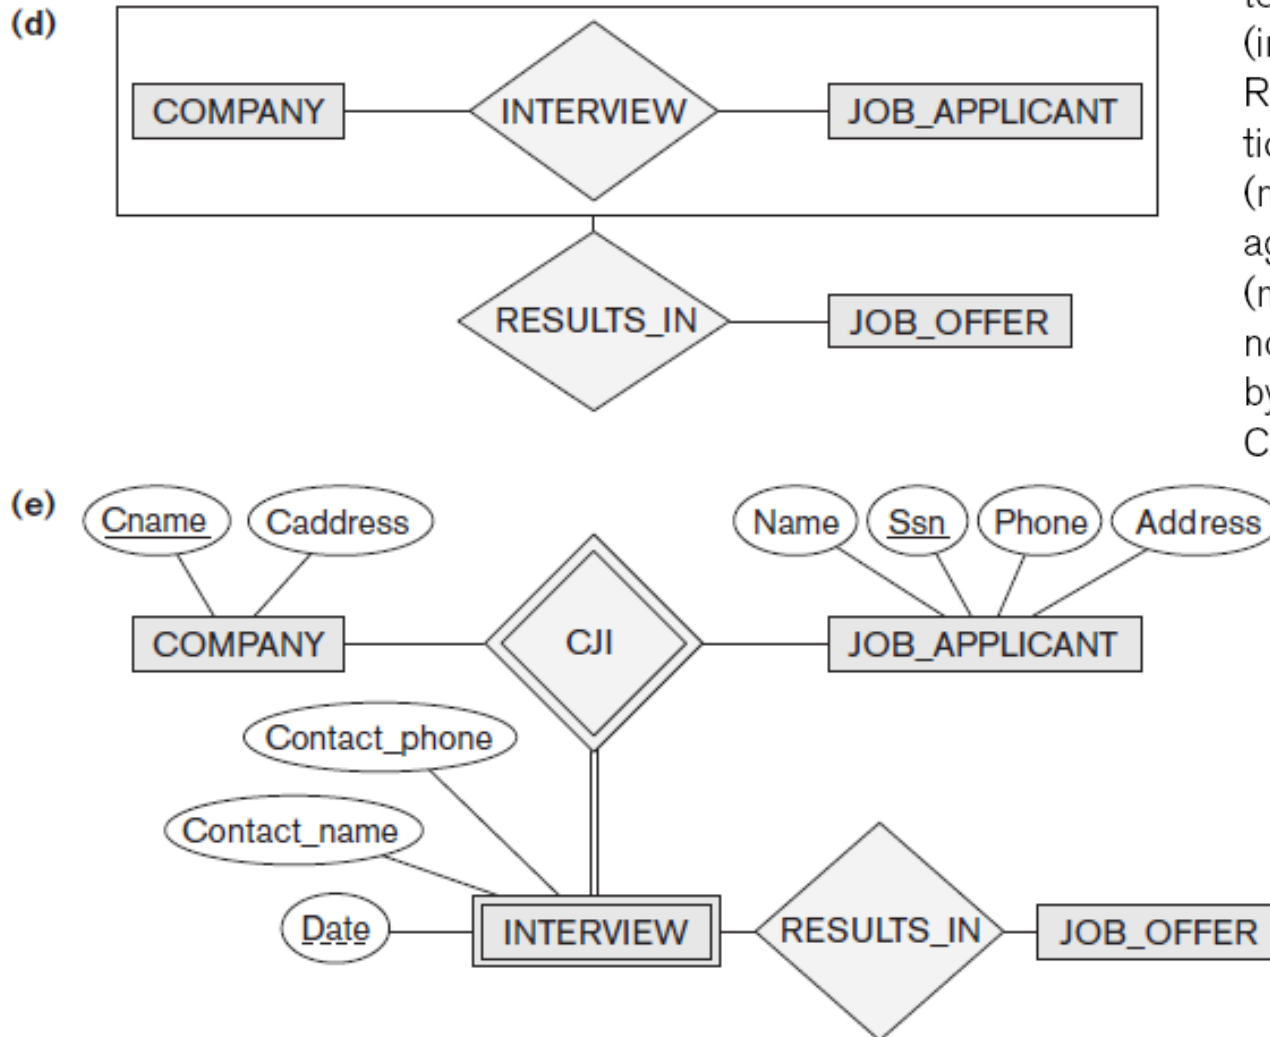 (d)
COMPANY
INTERVIEW
JOB_APPLICANT
RESULTS_IN
JOB_OFFER
(e)
Cname
Caddress
Name
Ssn
Phone
Address
COMPANY
CJI
JOB_APPLICANT
Contact_phone
Contact_name
Date
INTERVIEW
RESULTS_IN
JOB_OFFER